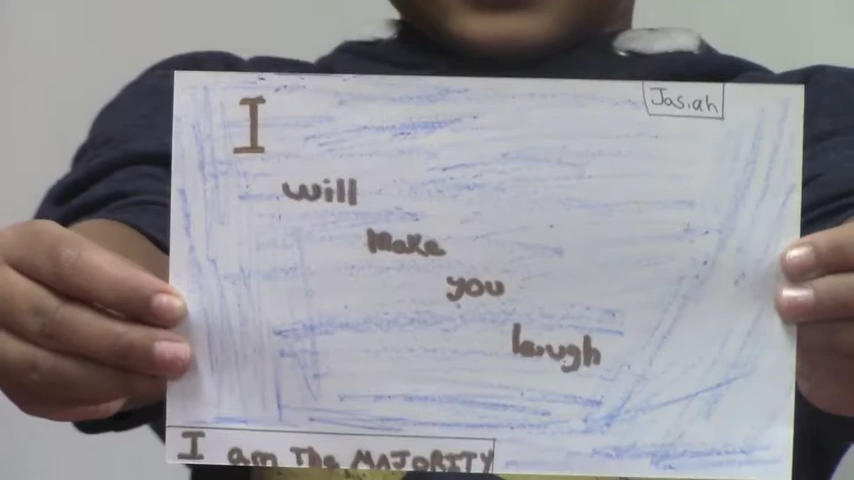 Jasiah
I
will
Make
you
laugh
I am The MAJORITY